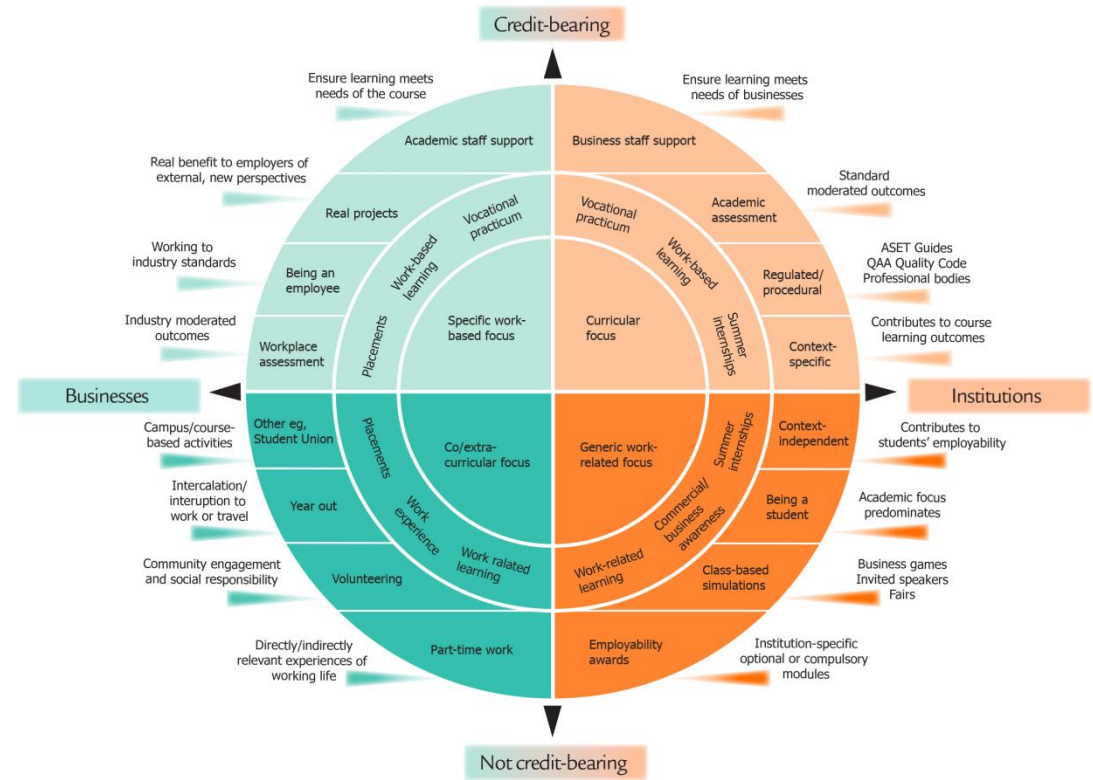 Credit-bearing
Ensure learning meets
needs of the course
Ensure learning meets
needs of businesses
Academic staff support
Business staff support
Real benefit to employers of
external, new perspectives
Standard
moderated outcomes
Real projects
Vocational
practicum
Vocational
practicum
Academic
assessment
Working to
industry standards
Being an
employee
Work-based
learning
Work-based
learning
Regulated/
procedural
ASET Guides
QAA Quality Code
Professional bodies
Industry moderated
outcomes
Workplace
assessment
Placements
Specific work-
based focus
Curricular
focus
Summer
internships
Context-
specific
Contributes to course
learning outcomes
Businesses
Institutions
Campus/course-
based activities
Other eg,
Student Union
Placements
Co/extra-
curricular focus
Generic work-
related focus
Summer
internships
Context-
independent
Contributes to
students' employability
Intercalation/
interuption to
work or travel
Year out
Work
experience
Commercial/
business
awareness
Being a
student
Academic focus
predominates
Community engagement
and social responsibility
Volunteering
Work ralated
learning
Work-related
learning
Class-based
simulations
Business games
Invited speakers
Fairs
Directly/indirectly
relevant experiences of
working life
Part-time work
Employability
awards
Institution-specific
optional or compulsory
modules
Not credit-bearing